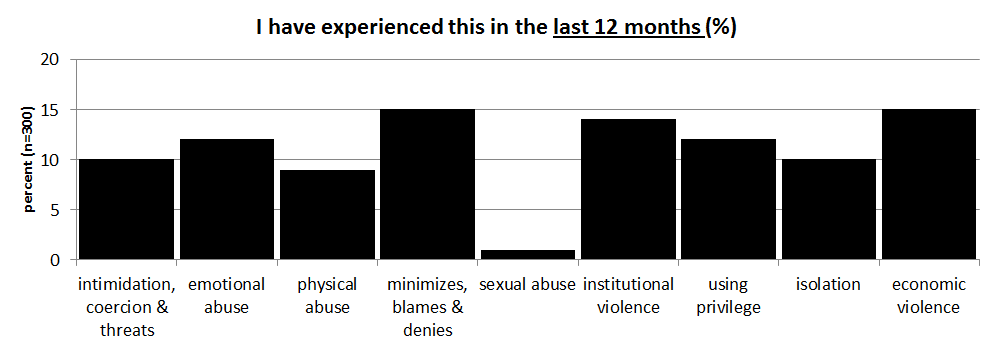 I have experienced this in the last 12 months (%)
percent (n=300)
20
15
10
5
0
intimidation, coercion & threats
emotional abuse
physical abuse
minimizes, blames & denies
sexual abuse
institutional violence
using privilege
isolation
economic violence